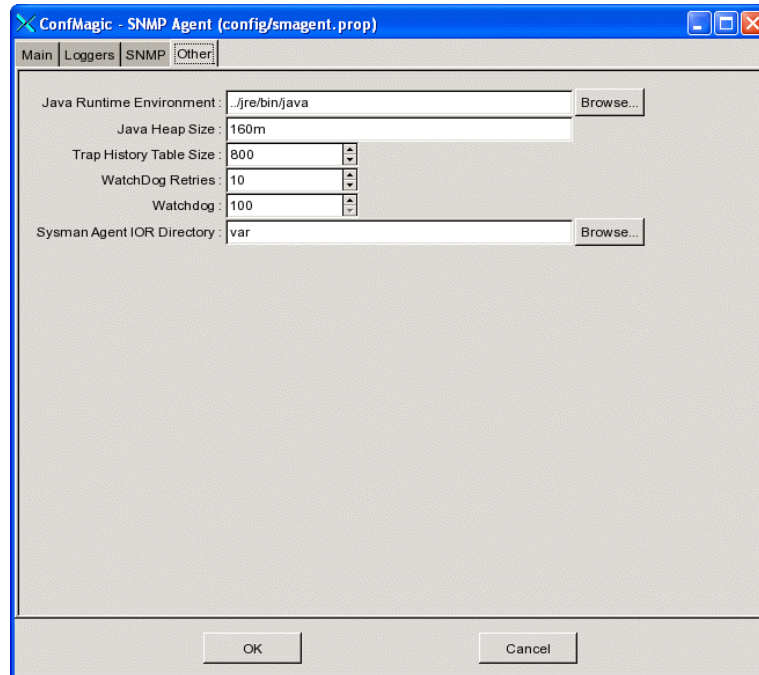 ConfMagic - SNMP Agent (config/smagent.prop)
Main Loggers SNMP Other
Java Runtime Environment : ../jre/bin/java Browse...
Java Heap Size : 160m
Trap History Table Size : 800
WatchDog Retries : 10
Watchdog : 100
Sysman Agent IOR Directory : var Browse...
OK Cancel